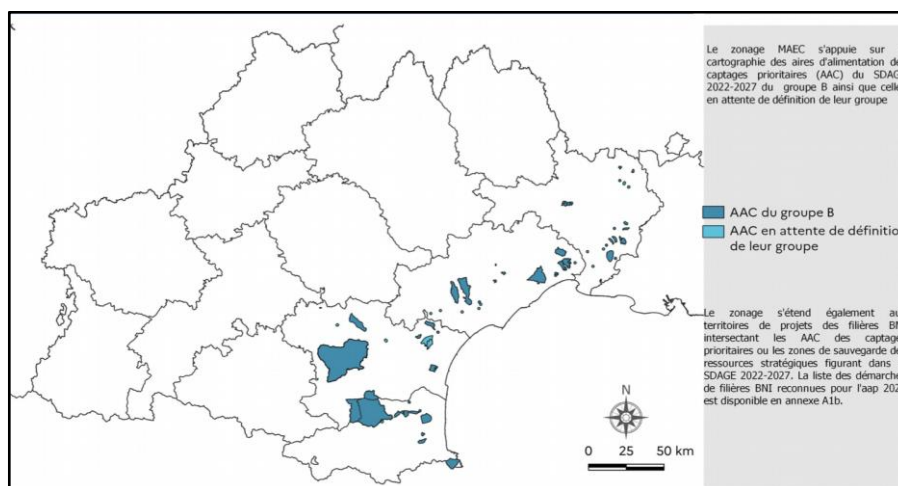 Le zonage MAEC s'appuie sur
cartographie des aires d'alimentation de
captages prioritaires (AAC) du SDAG
2022-2027 du groupe B ainsi que celle
en attente de définition de leur groupe
AAC du groupe B
AAC en attente de définitio
de leur groupe
Le zonage s'étend également au
territoires de projets des filières BN
intersectant les AAC des captage
prioritaires ou les zones de sauvegarde de
ressources stratégiques figurant dans
SDAGE 2022-2027. La liste des démarche
de filières BNI reconnues pour l'aap 202
est disponible en annexe A1b.
N
0 25 50 km